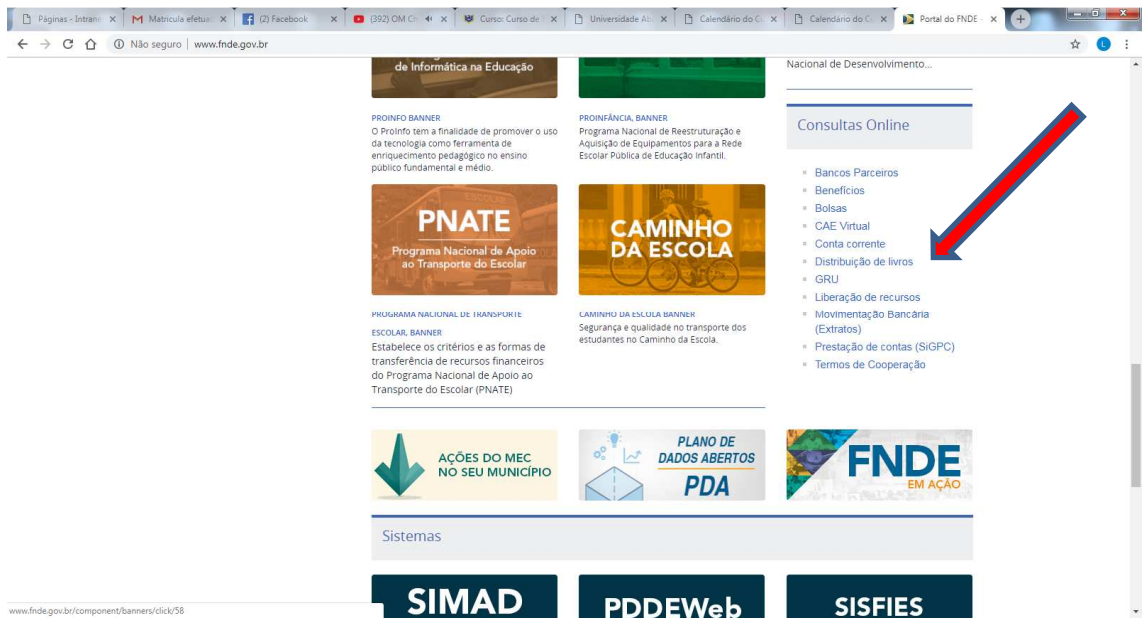 Páginas - Intran
Matricula efetua
(2) Facebook
(392) OM Ch
Curso: Curso de
Universidade Ab
Calendário do C
Calendário do C
Portal do FNDE -
Não seguro | www.fnde.gov.br
L
de Informática na Educação
PROINFO BANNER
O ProInfo tem a finalidade de promover o uso
da tecnologia como ferramenta de
enriquecimento pedagógico no ensino
público fundamental e médio.
PROINFÂNCIA, BANNER
Programa Nacional de Reestruturação e
Aquisição de Equipamentos para a Rede
Escolar Pública de Educação Infantil.
ESCOLAR
PNATE
Programa Nacional de Apoio
ao Transporte do Escolar
CAMINHO
DA ESCOLA
PROGRAMA NACIONAL DE TRANSPORTE
ESCOLAR, BANNER
Estabelece os critérios e as formas de
transferência de recursos financeiros
do Programa Nacional de Apoio ao
Transporte do Escolar (PNATE)
CAMINHO DA ESCOLA BANNER
Segurança e qualidade no transporte dos
estudantes no Caminho da Escola.
Nacional de Desenvolvimento...
Consultas Online
Bancos Parceiros
Benefícios
Bolsas
CAE Virtual
Conta corrente
Distribuição de livros
GRU
Liberação de recursos
Movimentação Bancária
(Extratos)
Prestação de contas (SiGPC)
Termos de Cooperação
AÇÕES DO MEC
NO SEU MUNICÍPIO
PLANO DE
DADOS ABERTOS
PDA
FNDE
EM AÇÃO
Sistemas
SIMAD
PDDEWeb
SISFIES
www.fnde.gov.br/component/banners/click/58